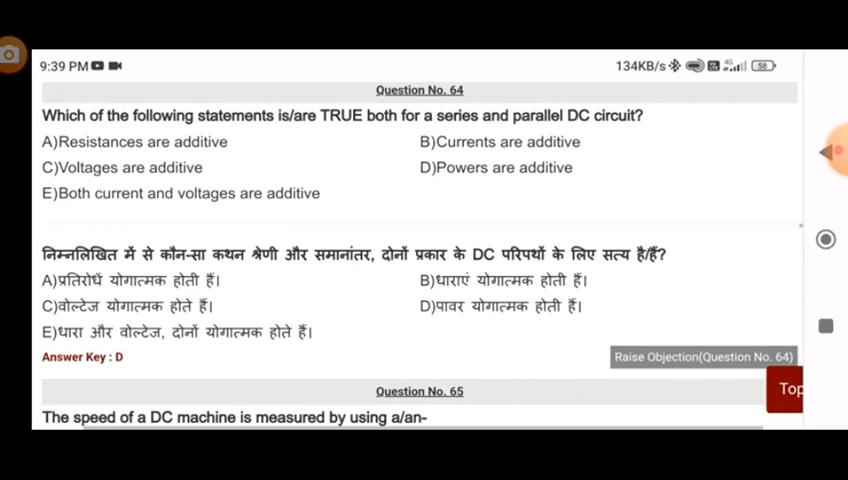 9:39 PM 134KB/s 4G 58
Question No. 64
Which of the following statements is/are TRUE both for a series and parallel DC circuit?
A)Resistances are additive B)Currents are additive
C)Voltages are additive D)Powers are additive
E)Both current and voltages are additive
निम्नलिखित में से कौन-सा कथन श्रेणी और समानांतर, दोनों प्रकार के DC परिपथों के लिए सत्य है/हैं?
A)प्रतिरोधें योगात्मक होती हैं। B)धाराएं योगात्मक होती हैं।
C)वोल्टेज योगात्मक होते हैं। D)पावर योगात्मक होती हैं।
E)धारा और वोल्टेज, दोनों योगात्मक होते हैं।
Answer Key : D Raise Objection(Question No. 64)
Question No. 65 Top
The speed of a DC machine is measured by using a/an-